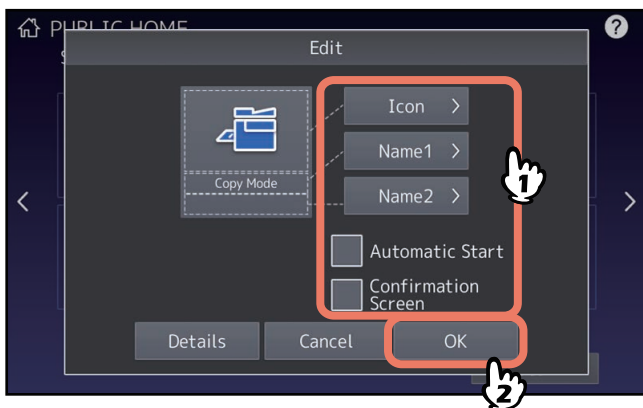 PUBLIC HOME
?
Edit
Icon >
Name1 >
Copy Mode
Name2 >
< >
Automatic Start
Confirmation
Screen
Details Cancel OK
1
2